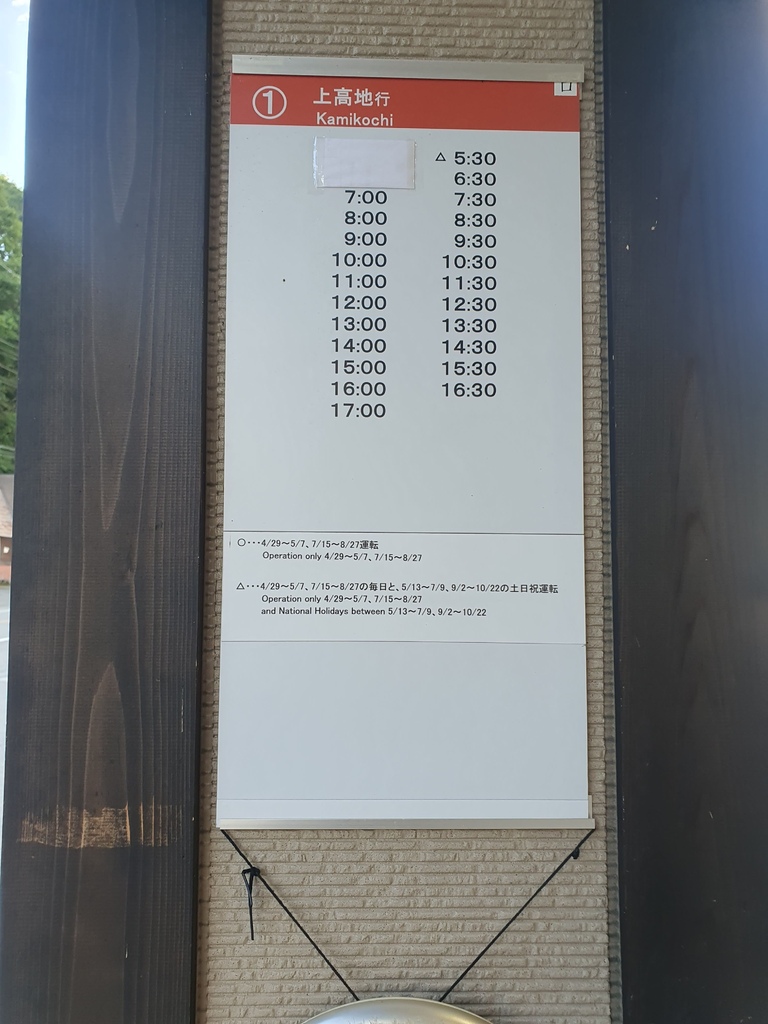 ① 上高地行
Kamikochi
△ 5:30
6:30
7:00 7:30
8:00 8:30
9:00 9:30
10:00 10:30
11:00 11:30
12:00 12:30
13:00 13:30
14:00 14:30
15:00 15:30
16:00 16:30
17:00
○・・・4/29～5/7、7/15～8/27運転
Operation only 4/29～5/7、7/15～8/27
△・・・4/29～5/7、7/15～8/27の毎日と、5/13～7/9、9/2～10/22の土日祝運転
Operation only 4/29～5/7、7/15～8/27
and National Holidays between 5/13～7/9、9/2～10/22